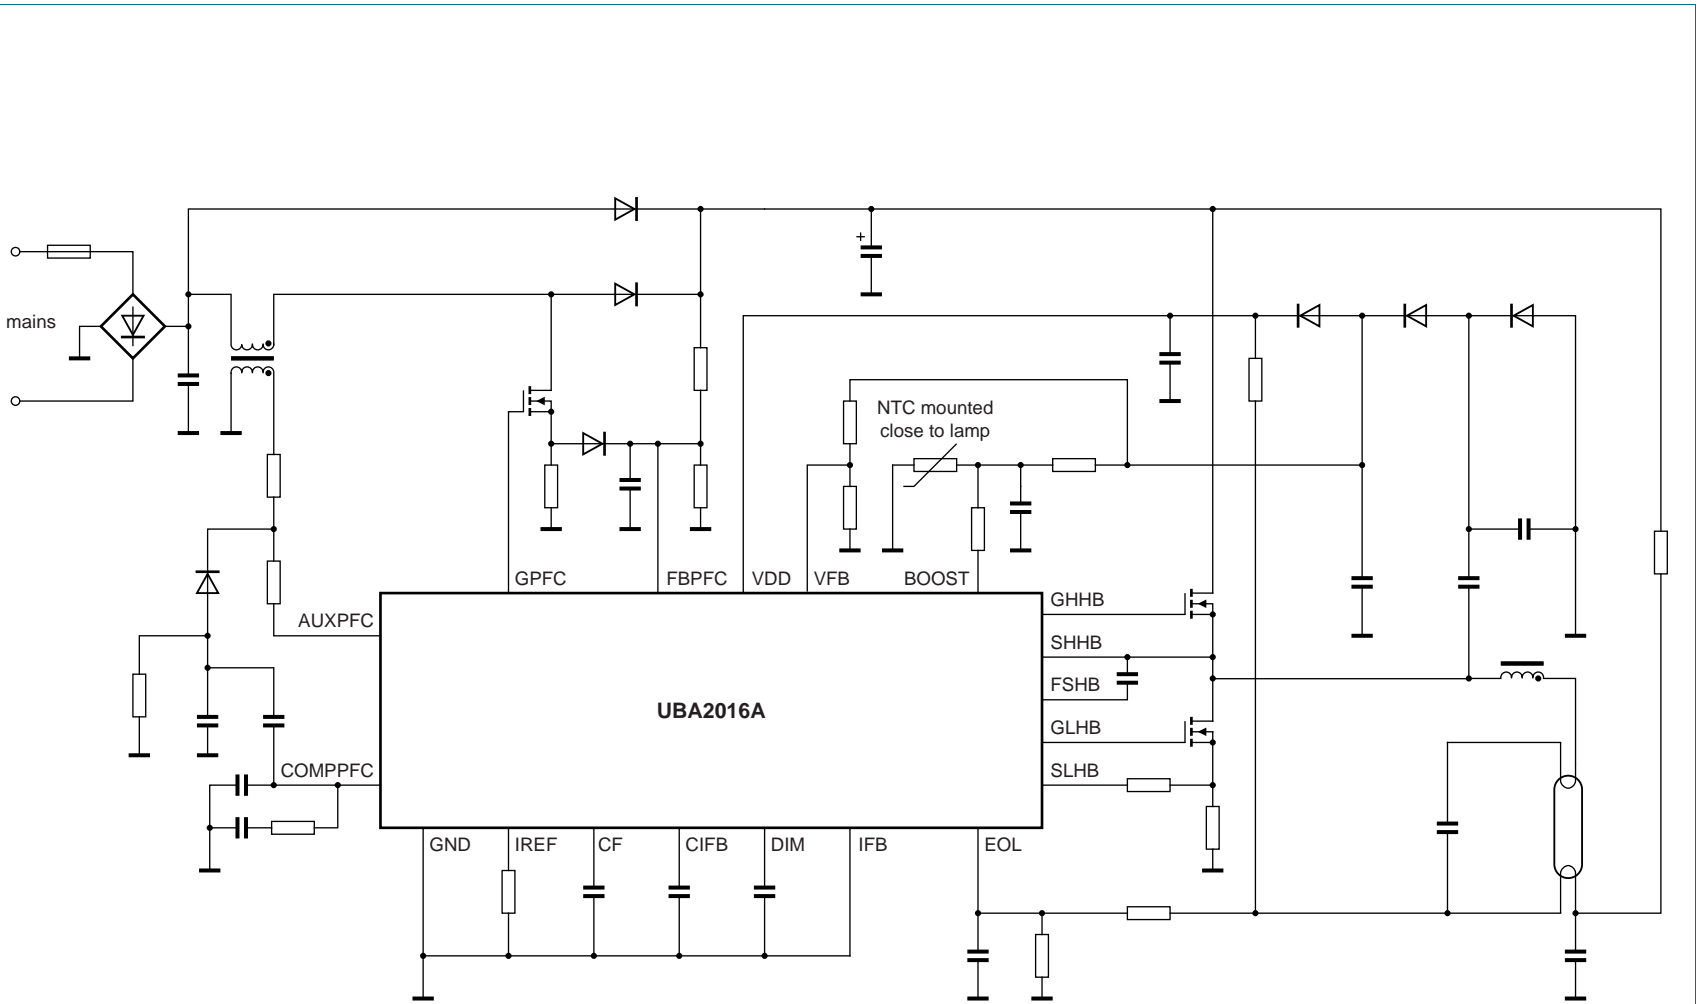 +
mains
NTC mounted
close to lamp
GPFC
FBPFC
VDD
VFB
BOOST
GHHB
AUXPFC
SHHB
FSHB
UBA2016A
GLHB
COMPPFC
SLHB
GND
IREF
CF
CIFB
DIM
IFB
EOL